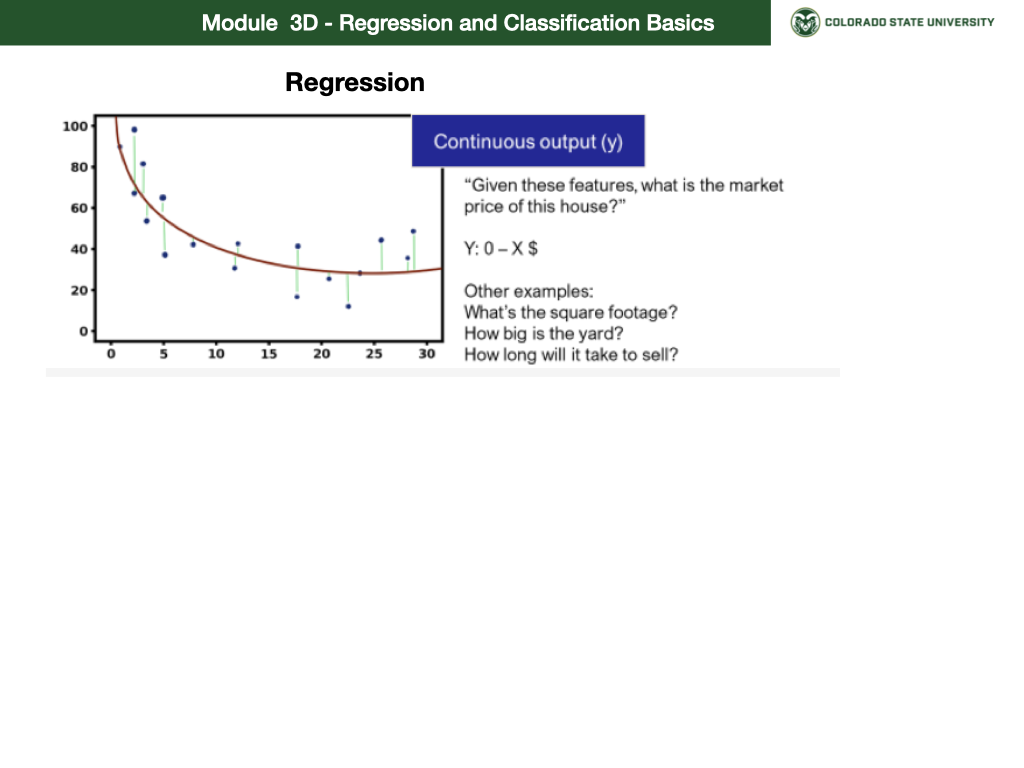 Module 3D - Regression and Classification Basics
COLORADO STATE UNIVERSITY
Regression
Continuous output (y)
100
80
60
40
20
0
0 5 10 15 20 25 30
“Given these features, what is the market
price of this house?”
Y: 0 – X $
Other examples:
What's the square footage?
How big is the yard?
How long will it take to sell?